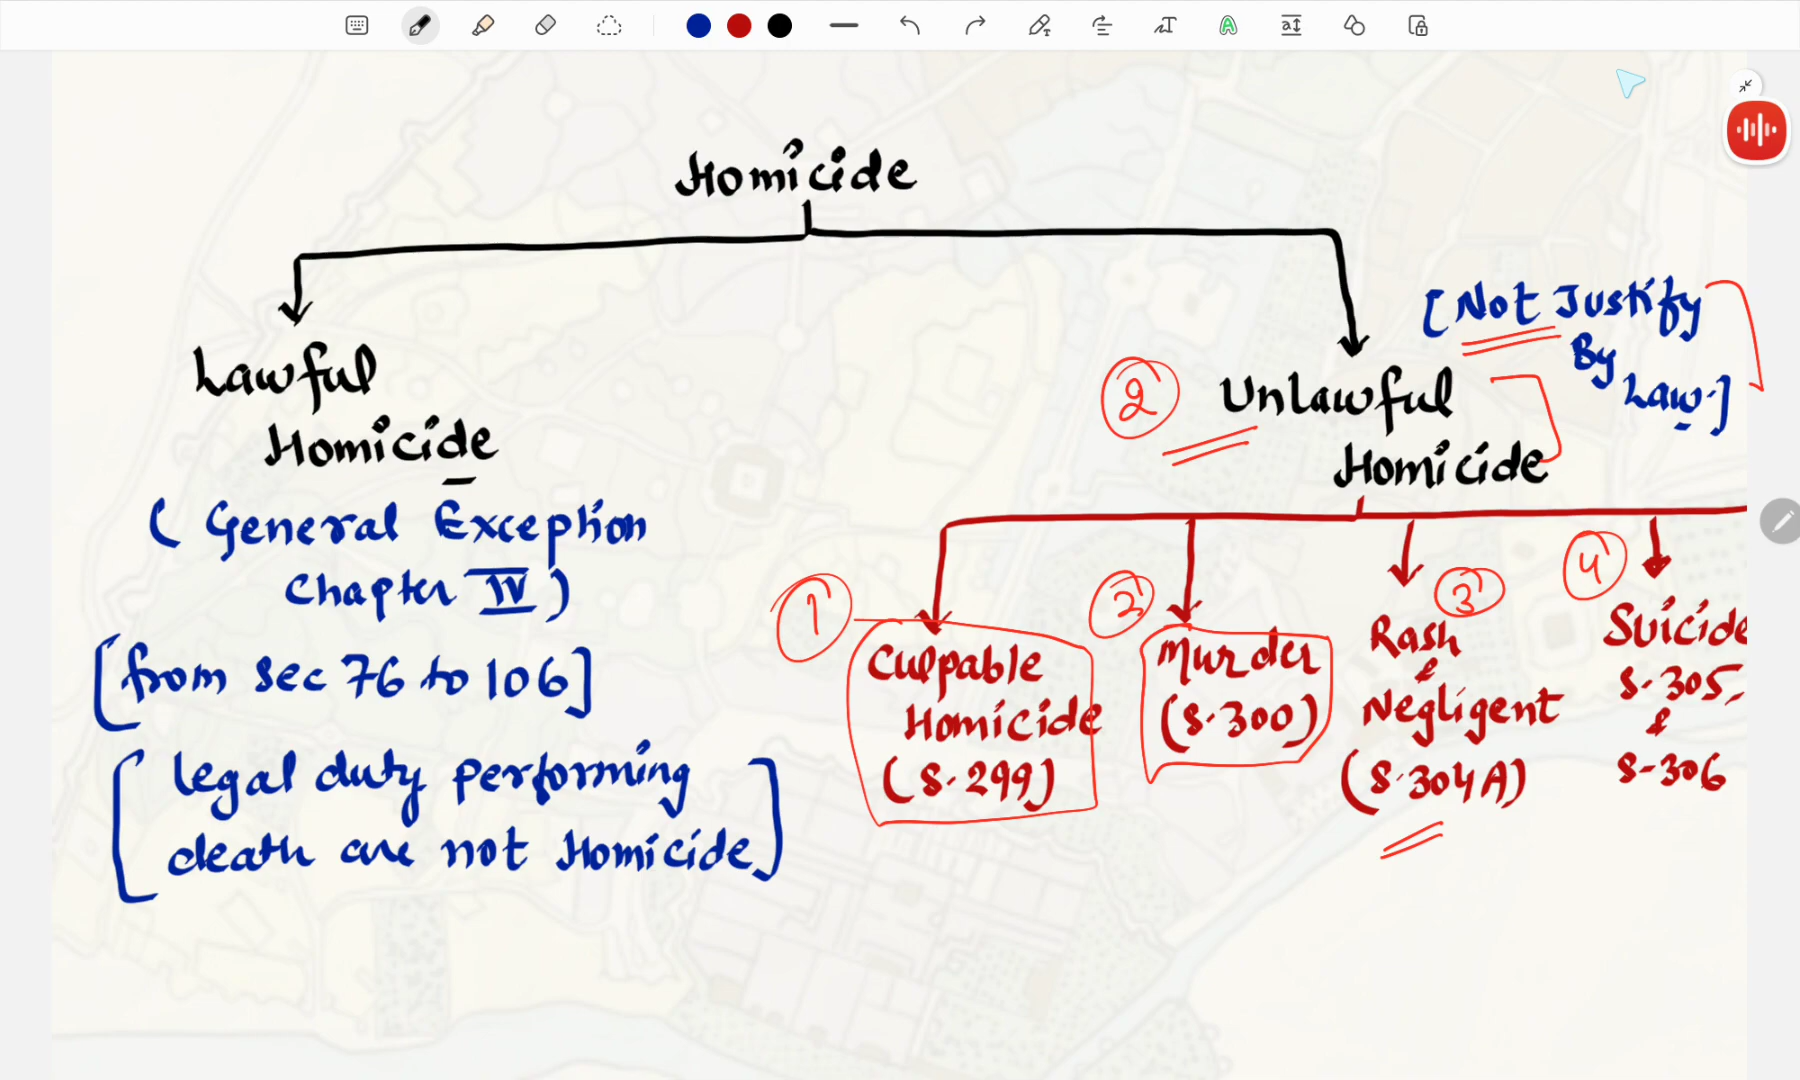 Homicide
Lawful
Homicide
( General Exception
Chapter IV )
[from Sec 76 to 106]
[ legal duty performing
death are not Homicide]
[Not Justify
By
Law.]
2
Unlawful
Homicide
1
Culpable
Homicide
(S.299)
2
Murder
(S.300)
3
Rash
&
Negligent
(S.304A)
4
Suicide
S.305,
&
S-306